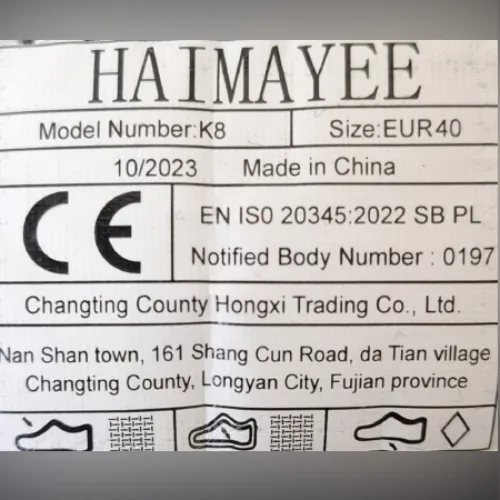 HAIMAYEE
Model Number:K8 Size:EUR40
10/2023 Made in China
CE EN ISO 20345:2022 SB PL
Notified Body Number : 0197
Changting County Hongxi Trading Co., Ltd.
Nan Shan town, 161 Shang Cun Road, da Tian village
Changting County, Longyan City, Fujian province